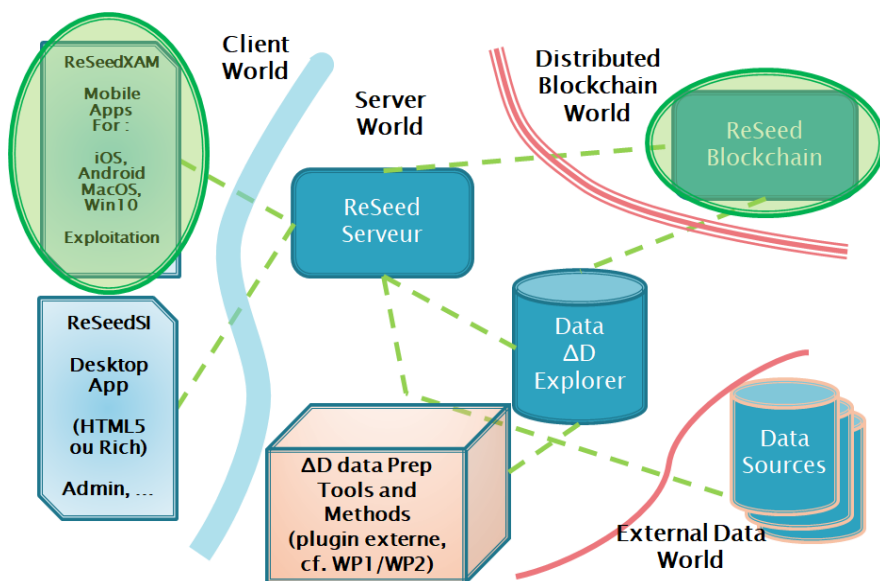 ReSeedXAM
Mobile
Apps
For :
iOS,
Android
MacOS,
Win10
Exploitation
Client
World
Server
World
Distributed
Blockchain
World
ReSeed
Blockchain
ReSeed
Serveur
ReSeedSI
Desktop
App
(HTML5
ou Rich)
Admin, ...
Data
ΔD
Explorer
ΔD data Prep
Tools and
Methods
(plugin externe,
cf. WP1/WP2)
Data
Sources
External Data
World